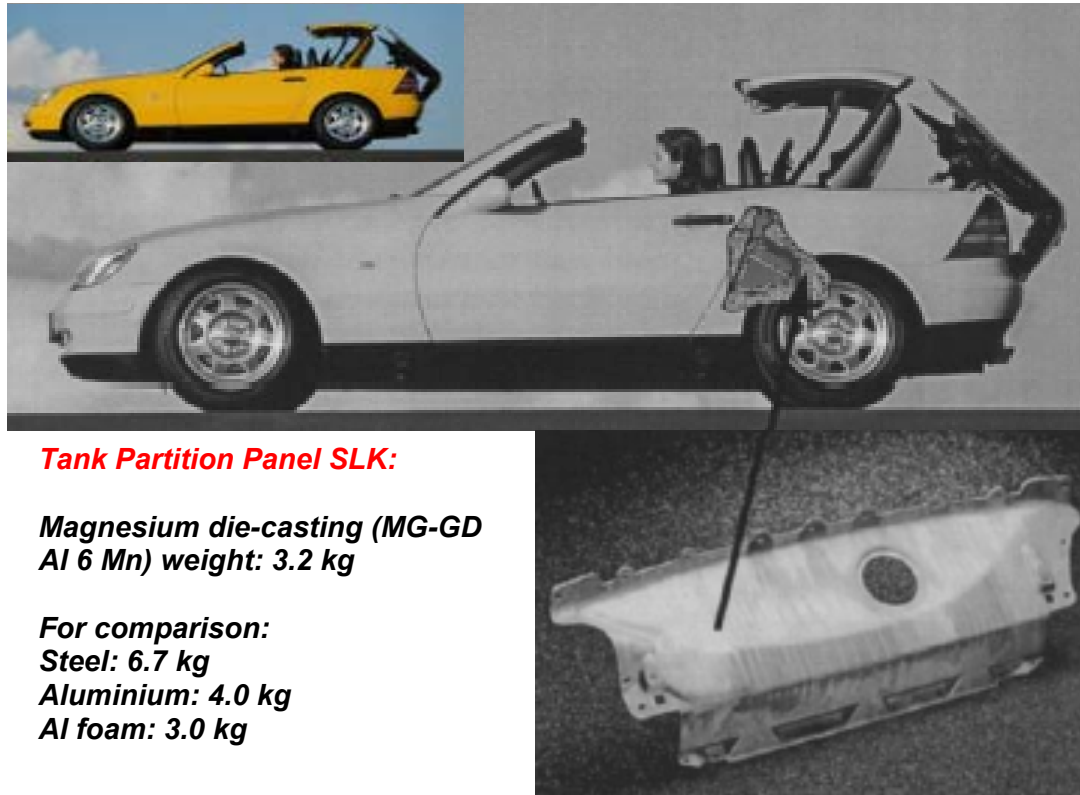 Tank Partition Panel SLK:
Magnesium die-casting (MG-GD
Al 6 Mn) weight: 3.2 kg
For comparison:
Steel: 6.7 kg
Aluminium: 4.0 kg
Al foam: 3.0 kg